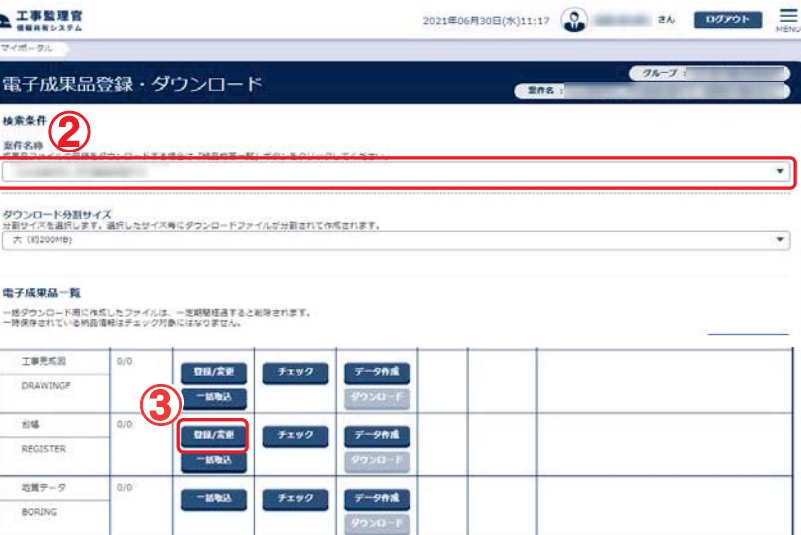 工事監理官
情報共有システム
2021年06月30日(水)11:17
さん
ログアウト
MENU
マイポータル
電子成果品登録・ダウンロード
グループ：
案件名：
検索条件
②
案件名称
ダウンロード分割サイズ
分割サイズを選択します。選択したサイズ毎にダウンロードファイルが分割されて作成されます。
大 (約200MB)
電子成果品一覧
一括ダウンロード用に作成したファイルは、一定期間経過すると削除されます。
一時保存されている納品情報はチェック対象にはなりません。
工事完成図
DRAWINGF
0/0
登録/変更
チェック
データ作成
一括取込
ダウンロード
③
台帳
REGISTER
0/0
登録/変更
チェック
データ作成
一括取込
ダウンロード
地質データ
BORING
0/0
一括取込
チェック
データ作成
ダウンロード